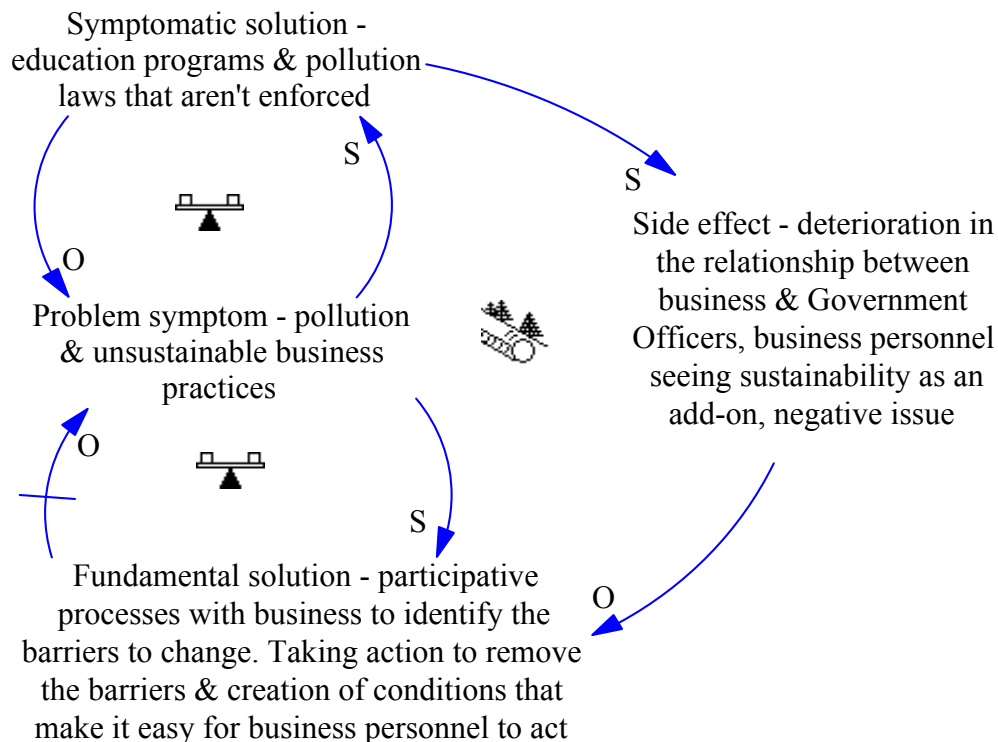 Symptomatic solution -
education programs & pollution
laws that aren't enforced
S
S
O
Side effect - deterioration in
the relationship between
business & Government
Officers, business personnel
seeing sustainability as an
add-on, negative issue
Problem symptom - pollution
& unsustainable business
practices
O
S
O
Fundamental solution - participative
processes with business to identify the
barriers to change. Taking action to remove
the barriers & creation of conditions that
make it easy for business personnel to act